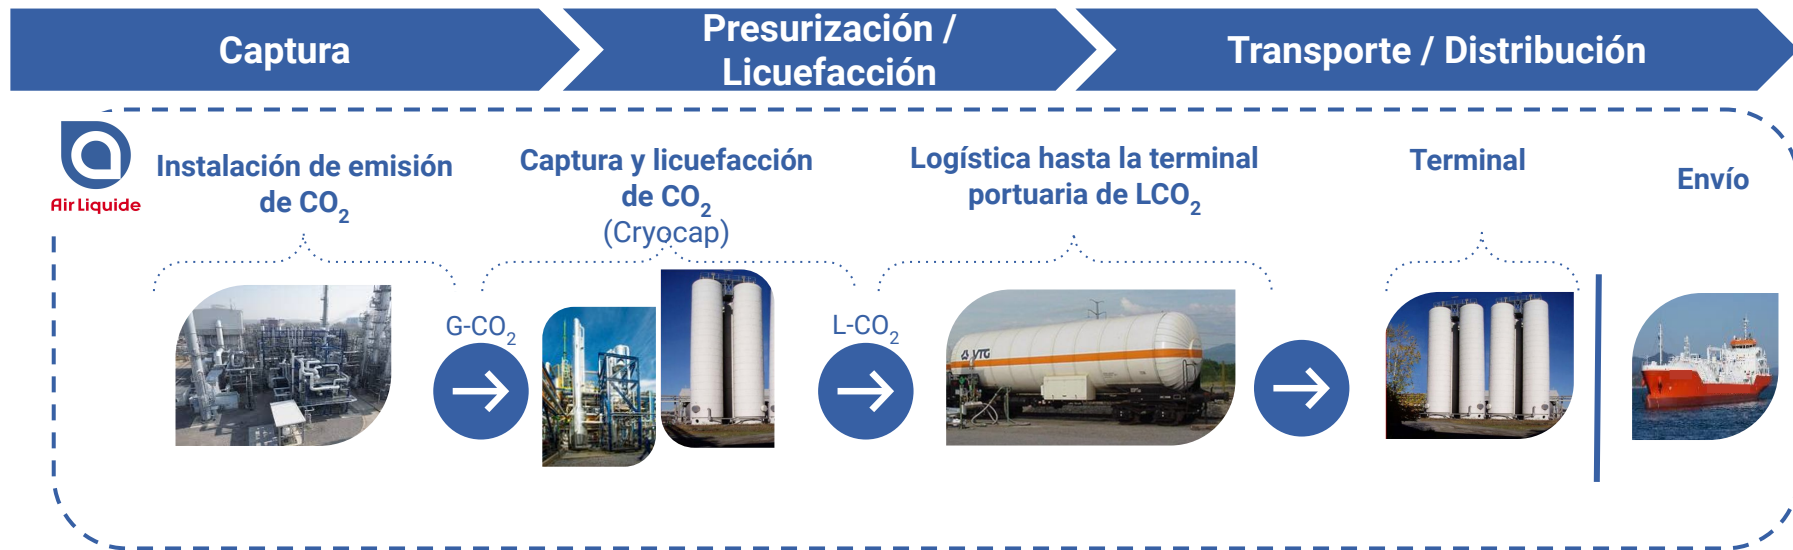 Captura
Presurización /
Licuefacción
Transporte / Distribución
Air Liquide
Instalación de emisión
de CO2
Captura y licuefacción
de CO2
(Cryocap)
Logística hasta la terminal
portuaria de LCO2
Terminal
Envío
G-CO2
L-CO2
VTG